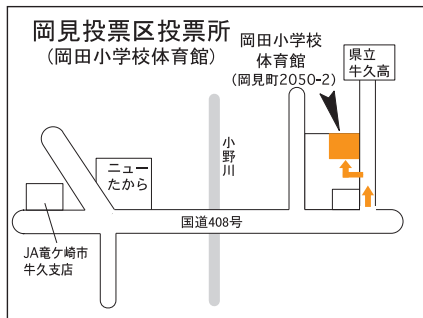 岡見投票区投票所
(岡田小学校体育館)
岡田小学校
体育館
(岡見町2050-2)
県立
牛久高
小野川
ニュー
たから
国道408号
JA竜ケ崎市
牛久支店